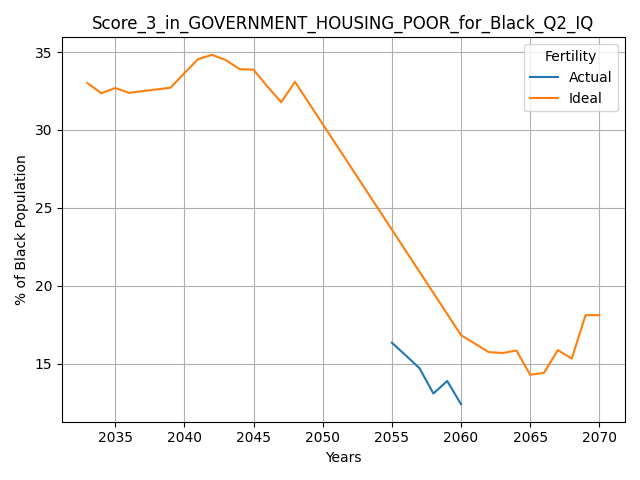 Score_3_in_GOVERNMENT_HOUSING_POOR_for_Black_Q2_IQ
Fertility
Actual
Ideal
% of Black Population
35
30
25
20
15
2035 2040 2045 2050 2055 2060 2065 2070
Years